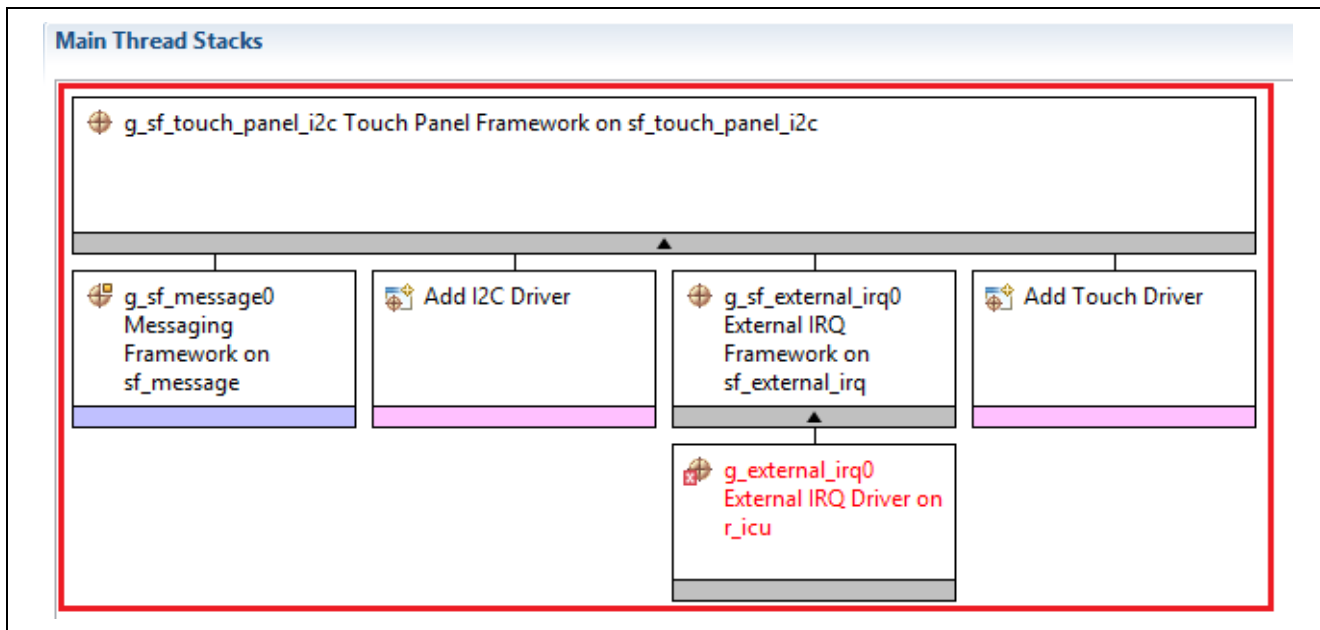 Main Thread Stacks
g_sf_touch_panel_i2c Touch Panel Framework on sf_touch_panel_i2c
g_sf_message0
Messaging
Framework on
sf_message
Add I2C Driver
g_sf_external_irq0
External IRQ
Framework on
sf_external_irq
Add Touch Driver
g_external_irq0
External IRQ Driver on
r_icu